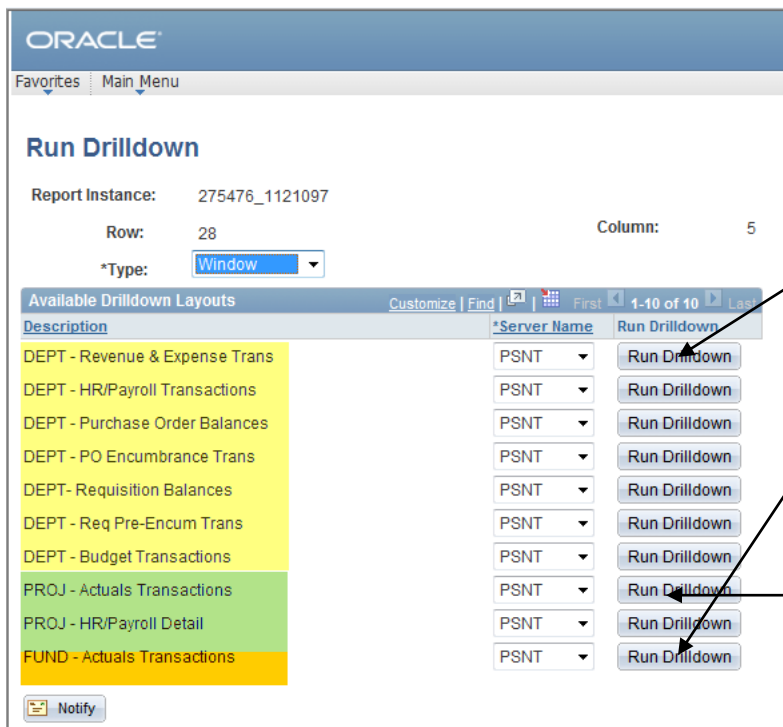 ORACLE
Favorites Main Menu
Run Drilldown
Report Instance: 275476_1121097
Row: 28 Column: 5
*Type: Window
Available Drilldown Layouts Customize | Find | | First 1-10 of 10 Last
Description *Server Name Run Drilldown
DEPT - Revenue & Expense Trans PSNT Run Drilldown
DEPT - HR/Payroll Transactions PSNT Run Drilldown
DEPT - Purchase Order Balances PSNT Run Drilldown
DEPT - PO Encumbrance Trans PSNT Run Drilldown
DEPT- Requisition Balances PSNT Run Drilldown
DEPT - Req Pre-Encum Trans PSNT Run Drilldown
DEPT - Budget Transactions PSNT Run Drilldown
PROJ - Actuals Transactions PSNT Run Drilldown
PROJ - HR/Payroll Detail PSNT Run Drilldown
FUND - Actuals Transactions PSNT Run Drilldown
Notify